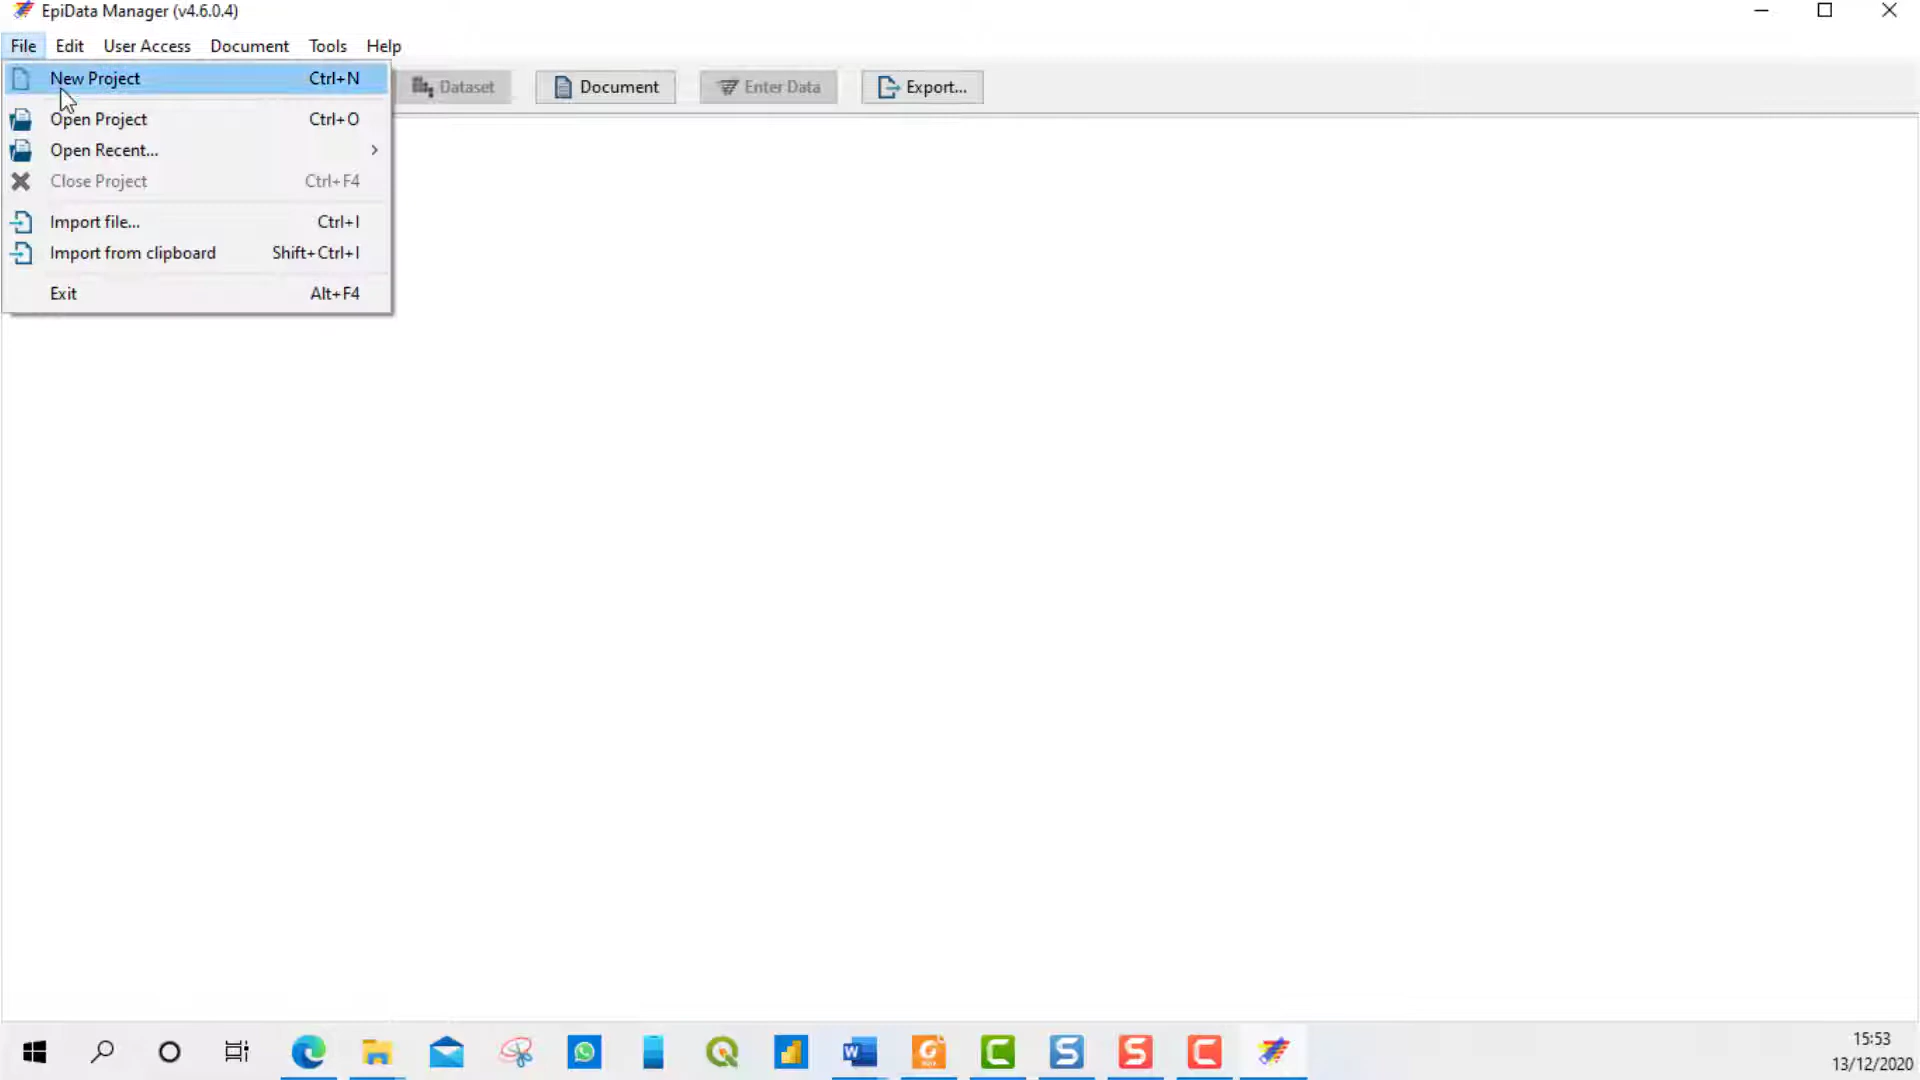 EpiData Manager (v4.6.0.4)
File Edit User Access Document Tools Help
New Project Ctrl+N
Dataset Document Enter Data Export...
Open Project Ctrl+O
Open Recent...
Close Project Ctrl+F4
Import file... Ctrl+I
Import from clipboard Shift+Ctrl+I
Exit Alt+F4
15:53
13/12/2020